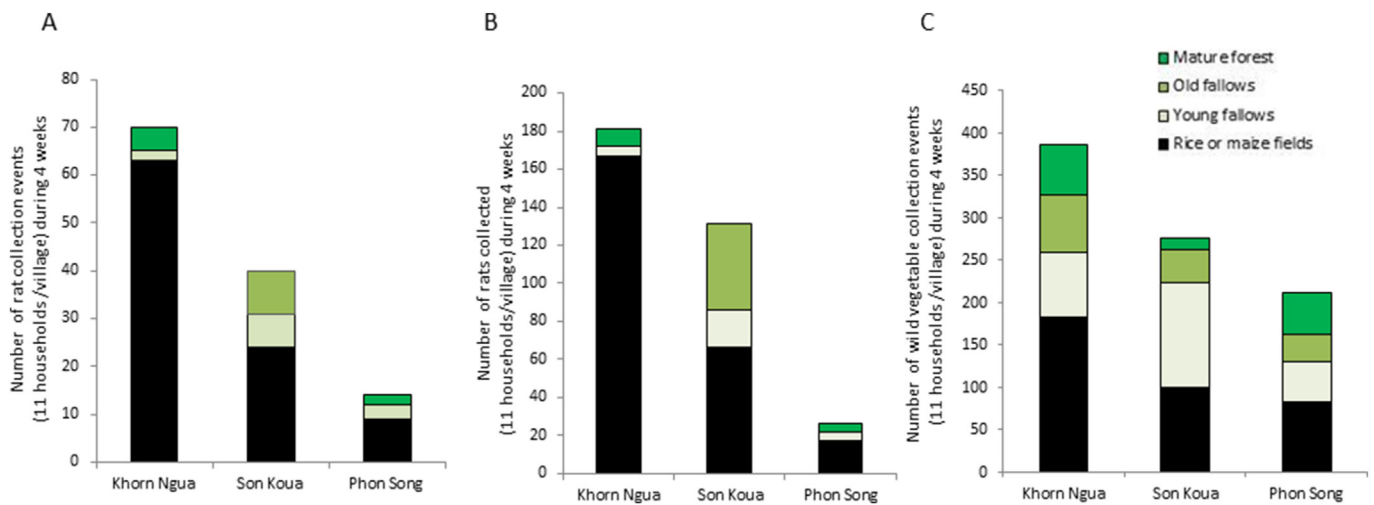 A
Number of rat collection events
(11 households /village) during 4 weeks
80
70
60
50
40
30
20
10
0
Khorn Ngua
Son Koua
Phon Song
B
Number of rats collected
(11 households/village) during 4 weeks
200
180
160
140
120
100
80
60
40
20
0
Khorn Ngua
Son Koua
Phon Song
C
Number of wild vegetable collection events
(11 households /village) during 4 weeks
450
400
350
300
250
200
150
100
50
0
Khorn Ngua
Son Koua
Phon Song
Mature forest
Old fallows
Young fallows
Rice or maize fields